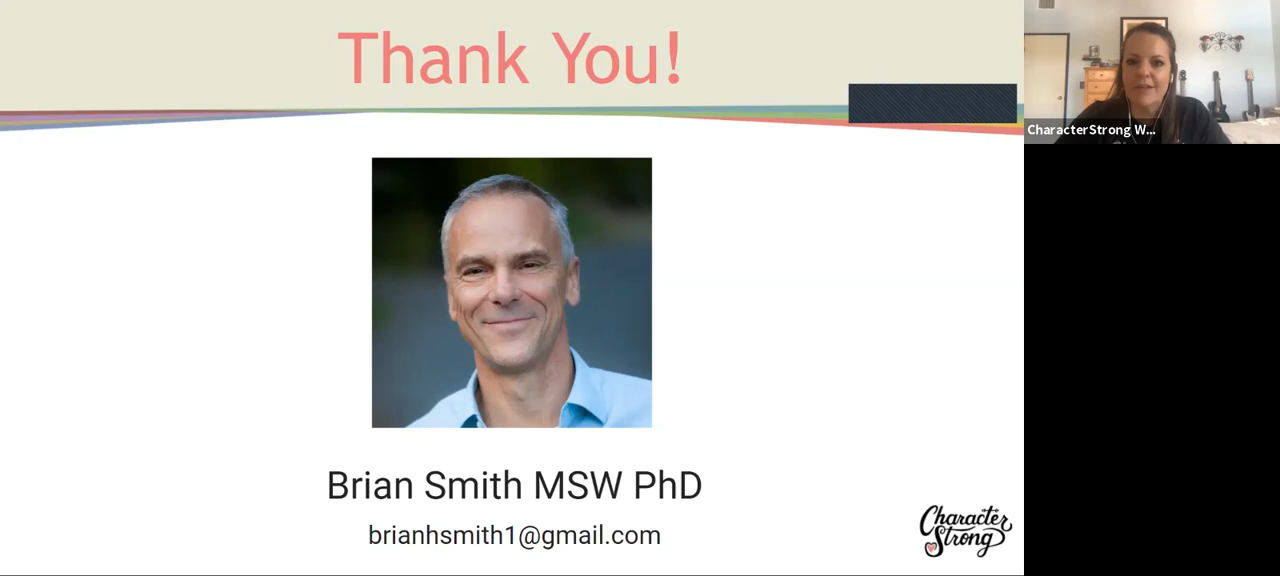 Thank You!
CharacterStrong W...
Brian Smith MSW PhD
brianhsmith1@gmail.com
Character
Strong